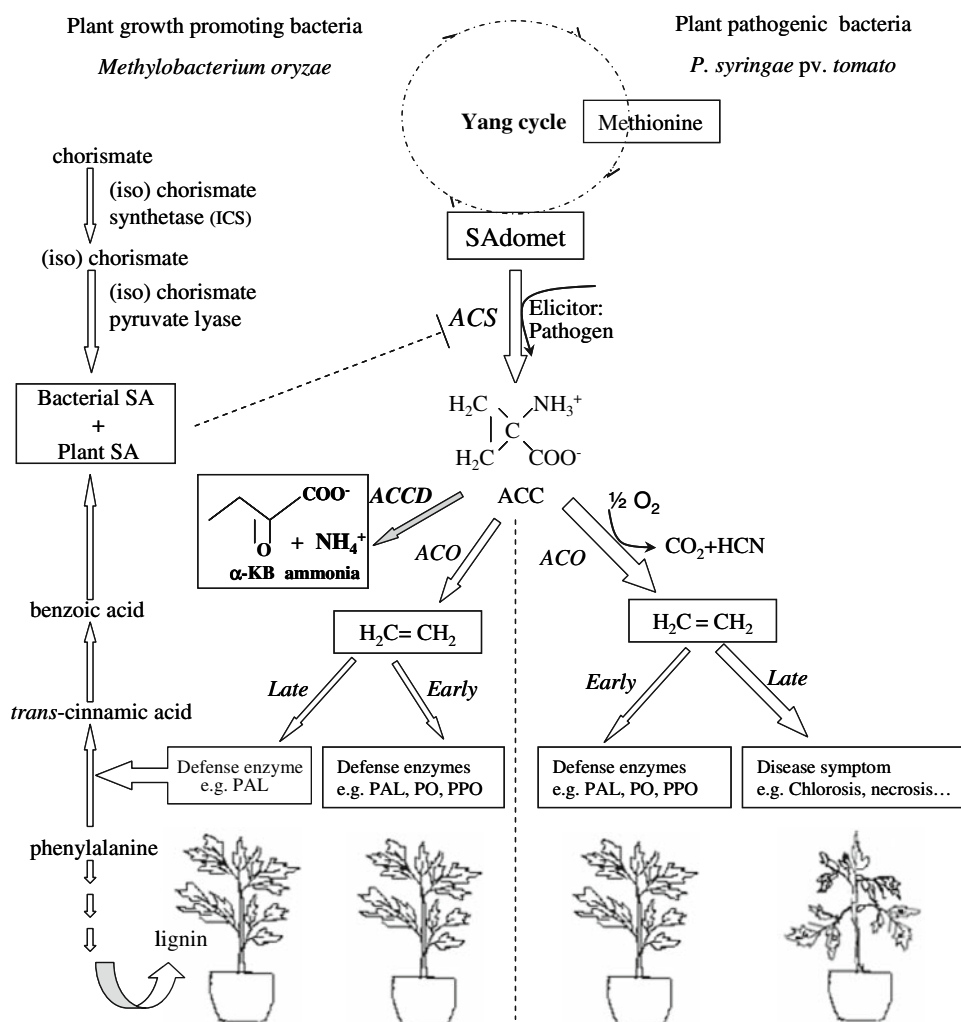 Plant growth promoting bacteria
Methylobacterium oryzae
Plant pathogenic bacteria
P. syringae pv. tomato
Yang cycle
Methionine
SAdomet
chorismate
(iso) chorismate
synthetase (ICS)
(iso) chorismate
(iso) chorismate
pyruvate lyase
ACS
Elicitor:
Pathogen
Bacterial SA
+
Plant SA
H₂C NH₃⁺
C
H₂C COO⁻
ACC
COO⁻
O + NH₄⁺
α-KB ammonia
ACCD
ACO
ACO
½ O₂
CO₂+HCN
benzoic acid
H₂C= CH₂
H₂C = CH₂
Late
Early
Early
Late
trans-cinnamic acid
Defense enzyme
e.g. PAL
Defense enzymes
e.g. PAL, PO, PPO
Defense enzymes
e.g. PAL, PO, PPO
Disease symptom
e.g. Chlorosis, necrosis…
phenylalanine
lignin